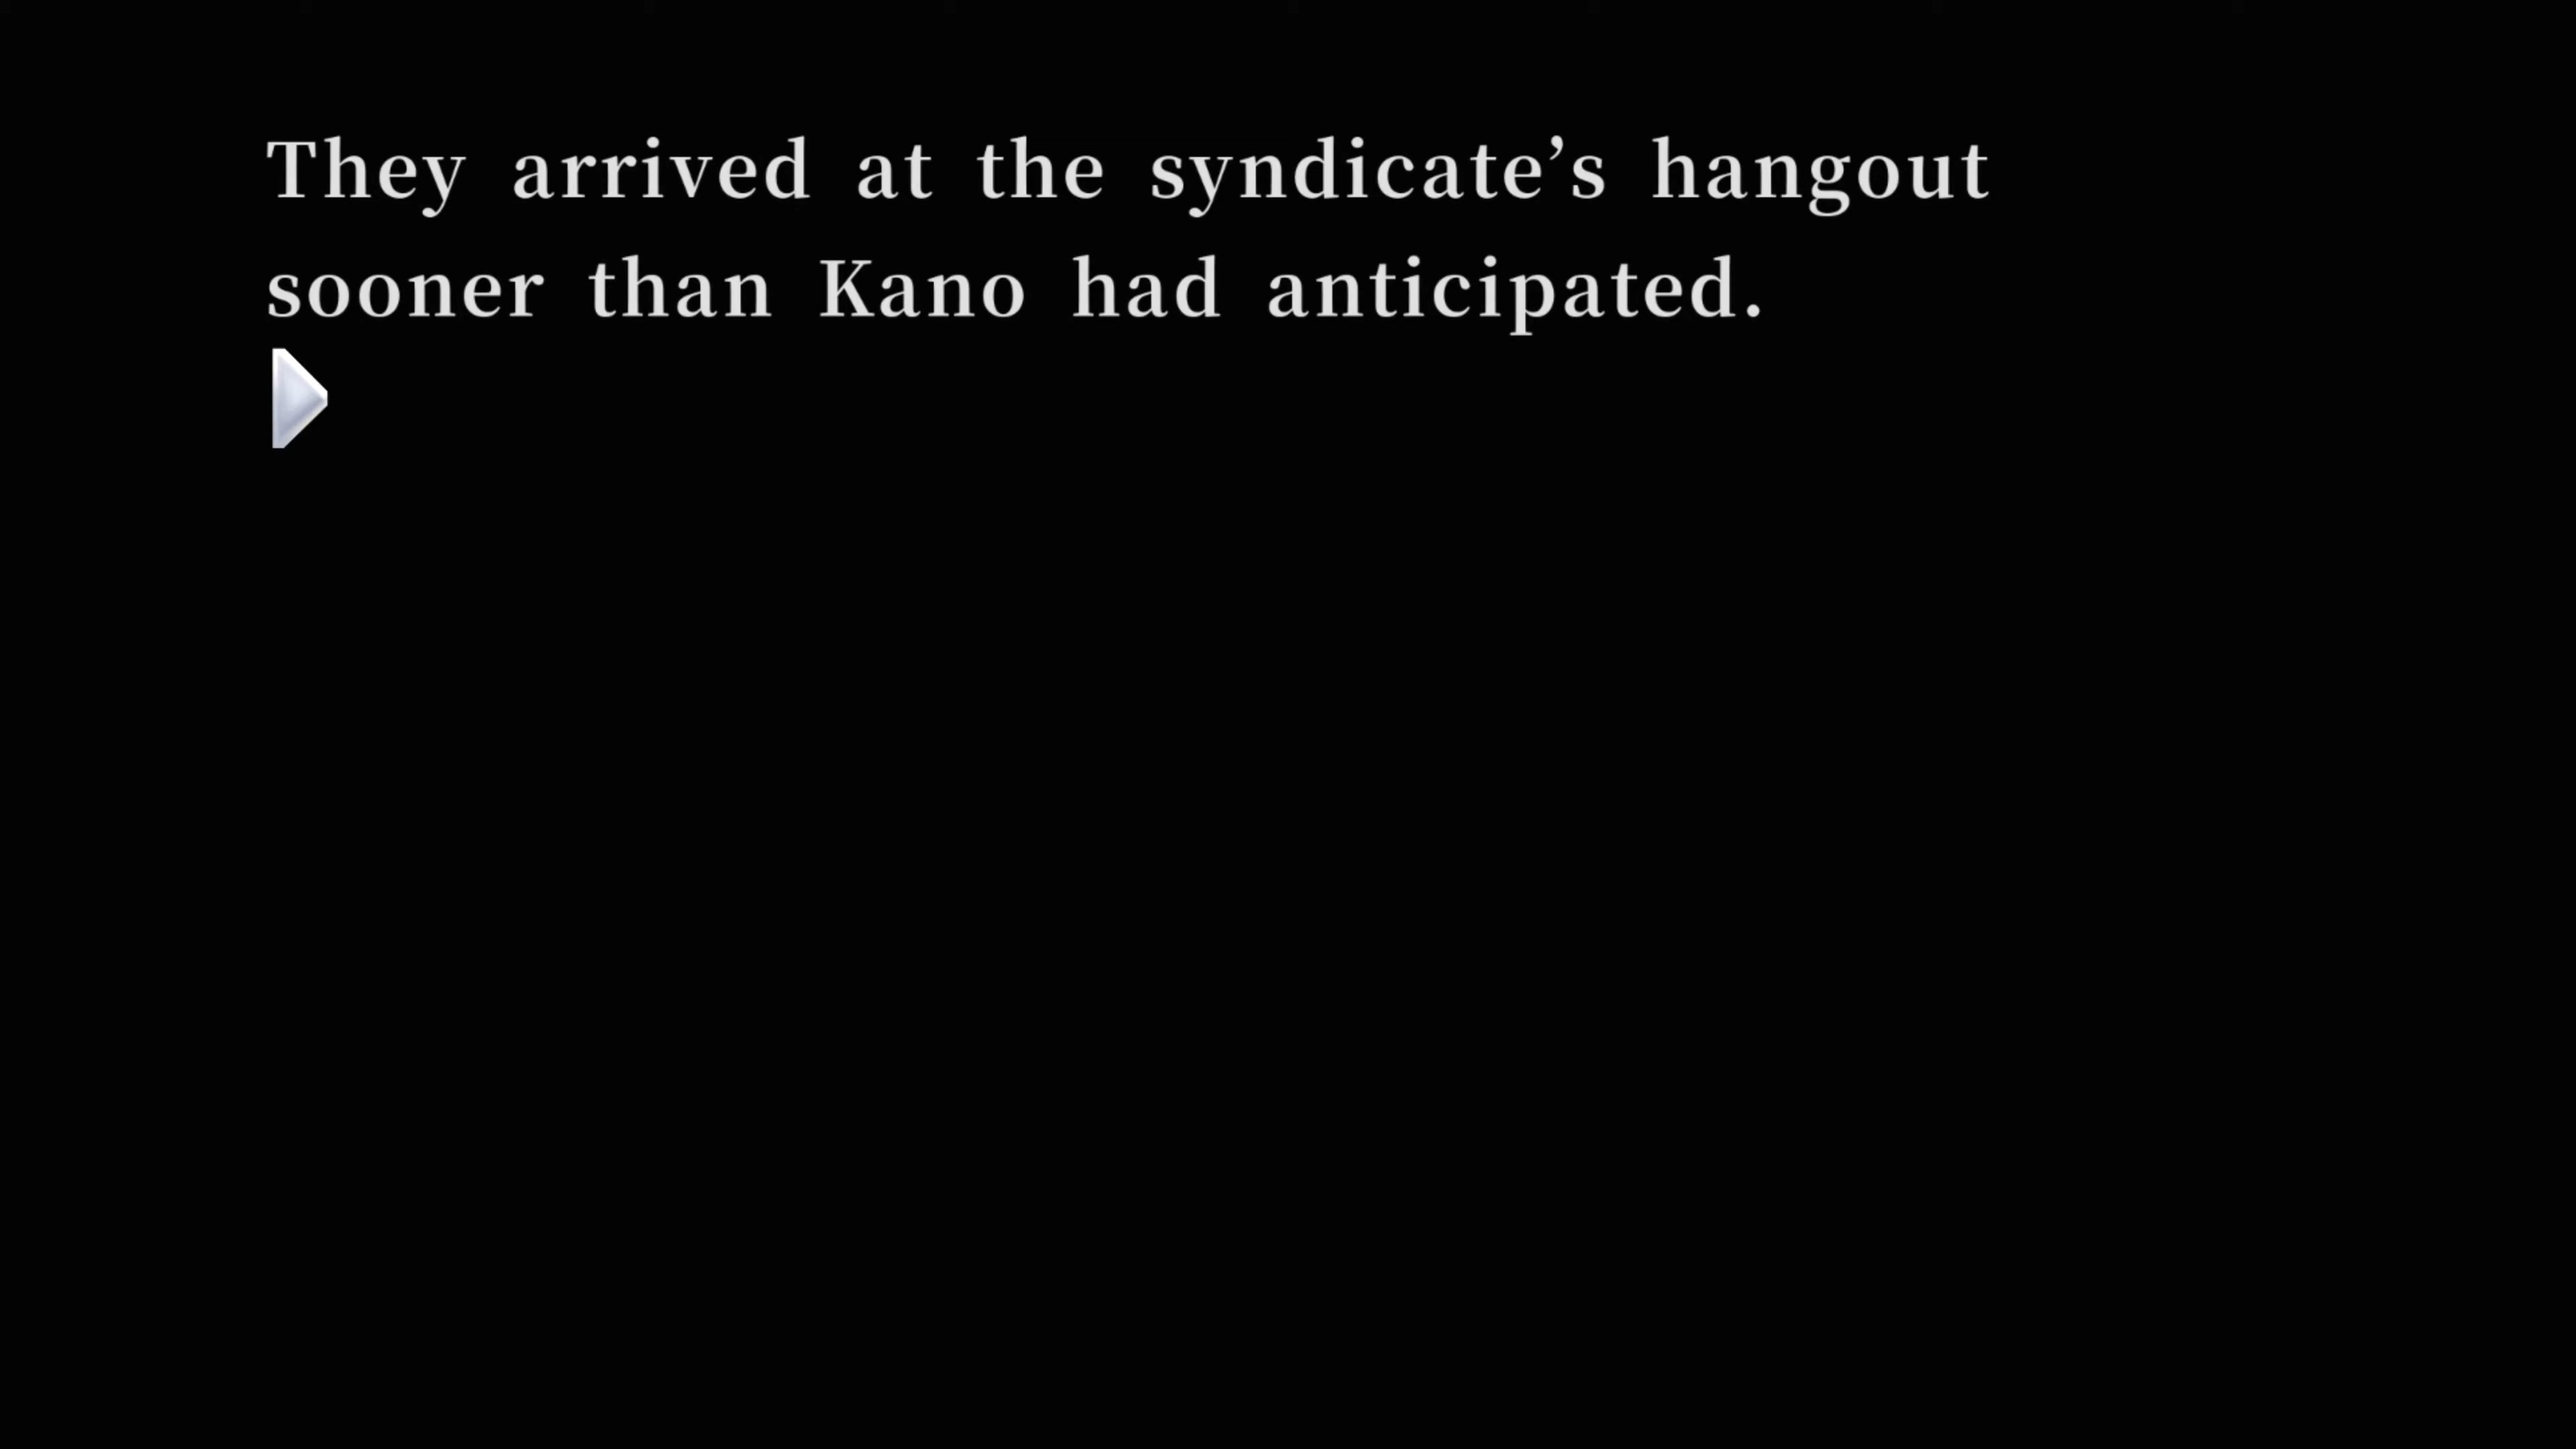 They arrived at the syndicate’s hangout
sooner than Kano had anticipated.